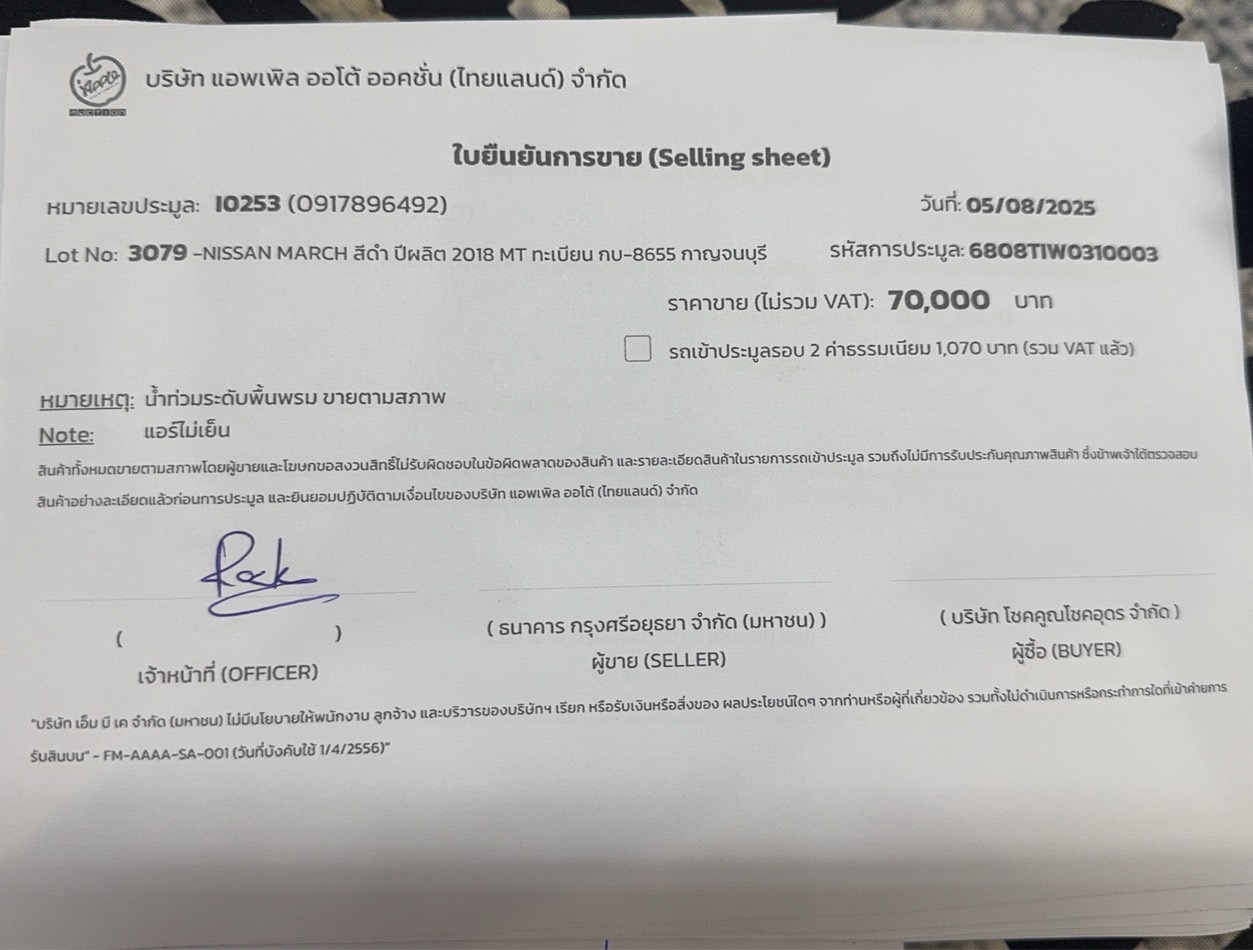 Apple
AUCTION
บริษัท แอพเพิล ออโต้ ออคชั่น (ไทยแลนด์) จำกัด
ใบยืนยันการขาย (Selling sheet)
หมายเลขประมูล: I0253 (0917896492) วันที่: 05/08/2025
Lot No: 3079 -NISSAN MARCH สีดำ ปีผลิต 2018 MT ทะเบียน กบ-8655 กาญจนบุรี รหัสการประมูล: 6808TIW0310003
ราคาขาย (ไม่รวม VAT): 70,000 บาท
รถเข้าประมูลรอบ 2 ค่าธรรมเนียม 1,070 บาท (รวม VAT แล้ว)
หมายเหตุ: น้ำท่วมระดับพื้นพรม ขายตามสภาพ
Note: แอร์ไม่เย็น
สินค้าทั้งหมดขายตามสภาพโดยผู้ขายและโฆษกขอสงวนสิทธิ์ไม่รับผิดชอบในข้อผิดพลาดของสินค้า และรายละเอียดสินค้าในรายการรถเข้าประมูล รวมถึงไม่มีการรับประกันคุณภาพสินค้า ซึ่งข้าพเจ้าได้ตรวจสอบ
สินค้าอย่างละเอียดแล้วก่อนการประมูล และยินยอมปฏิบัติตามเงื่อนไขของบริษัท แอพเพิล ออโต้ (ไทยแลนด์) จำกัด
Rock
( ) ( ธนาคาร กรุงศรีอยุธยา จำกัด (มหาชน) ) ( บริษัท โชคคูณโชคอุดร จำกัด )
เจ้าหน้าที่ (OFFICER) ผู้ขาย (SELLER) ผู้ซื้อ (BUYER)
"บริษัท เอ็ม บี เค จำกัด (มหาชน) ไม่มีนโยบายให้พนักงาน ลูกจ้าง และบริวารของบริษัทฯ เรียก หรือรับเงินหรือสิ่งของ ผลประโยชน์ใดๆ จากท่านหรือผู้ที่เกี่ยวข้อง รวมทั้งไม่ดำเนินการหรือกระทำการใดที่เข้าค่ายการ
รับสินบน" - FM-AAAA-SA-001 (วันที่บังคับใช้ 1/4/2556)"